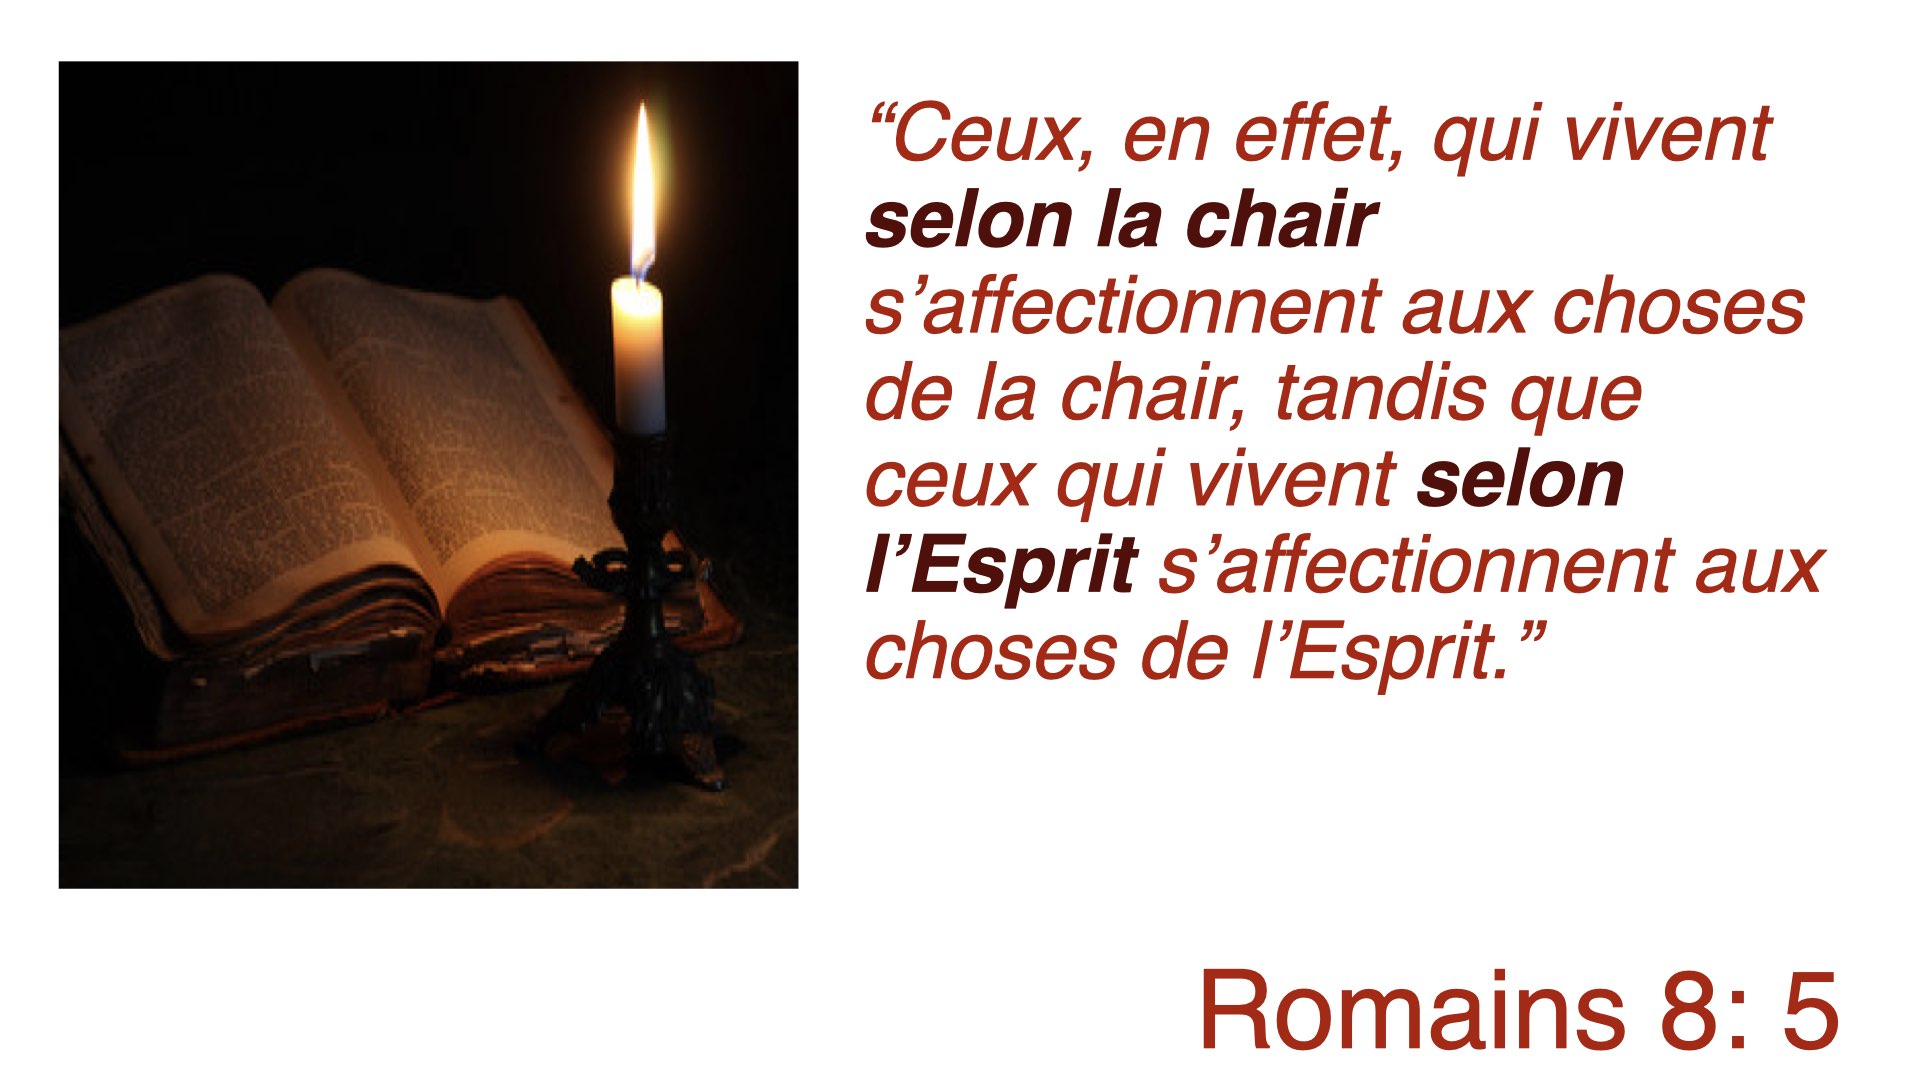 “Ceux, en effet, qui vivent
selon la chair
s’affectionnent aux choses
de la chair, tandis que
ceux qui vivent selon
l’Esprit s’affectionnent aux
choses de l’Esprit.”
Romains 8: 5